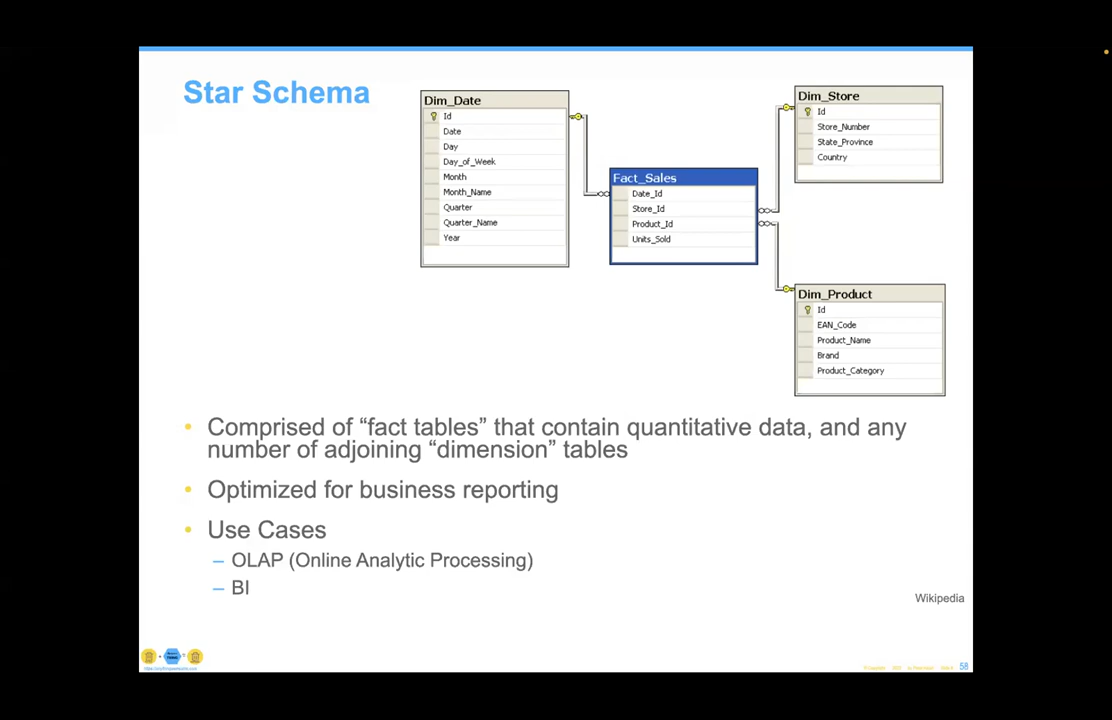 Star Schema
Dim_Date
Id
Date
Day
Day_of_Week
Month
Month_Name
Quarter
Quarter_Name
Year
Fact_Sales
Date_Id
Store_Id
Product_Id
Units_Sold
Dim_Store
Id
Store_Number
State_Province
Country
Dim_Product
Id
EAN_Code
Product_Name
Brand
Product_Category
• Comprised of “fact tables” that contain quantitative data, and any
number of adjoining “dimension” tables
• Optimized for business reporting
• Use Cases
– OLAP (Online Analytic Processing)
– BI
Wikipedia
58